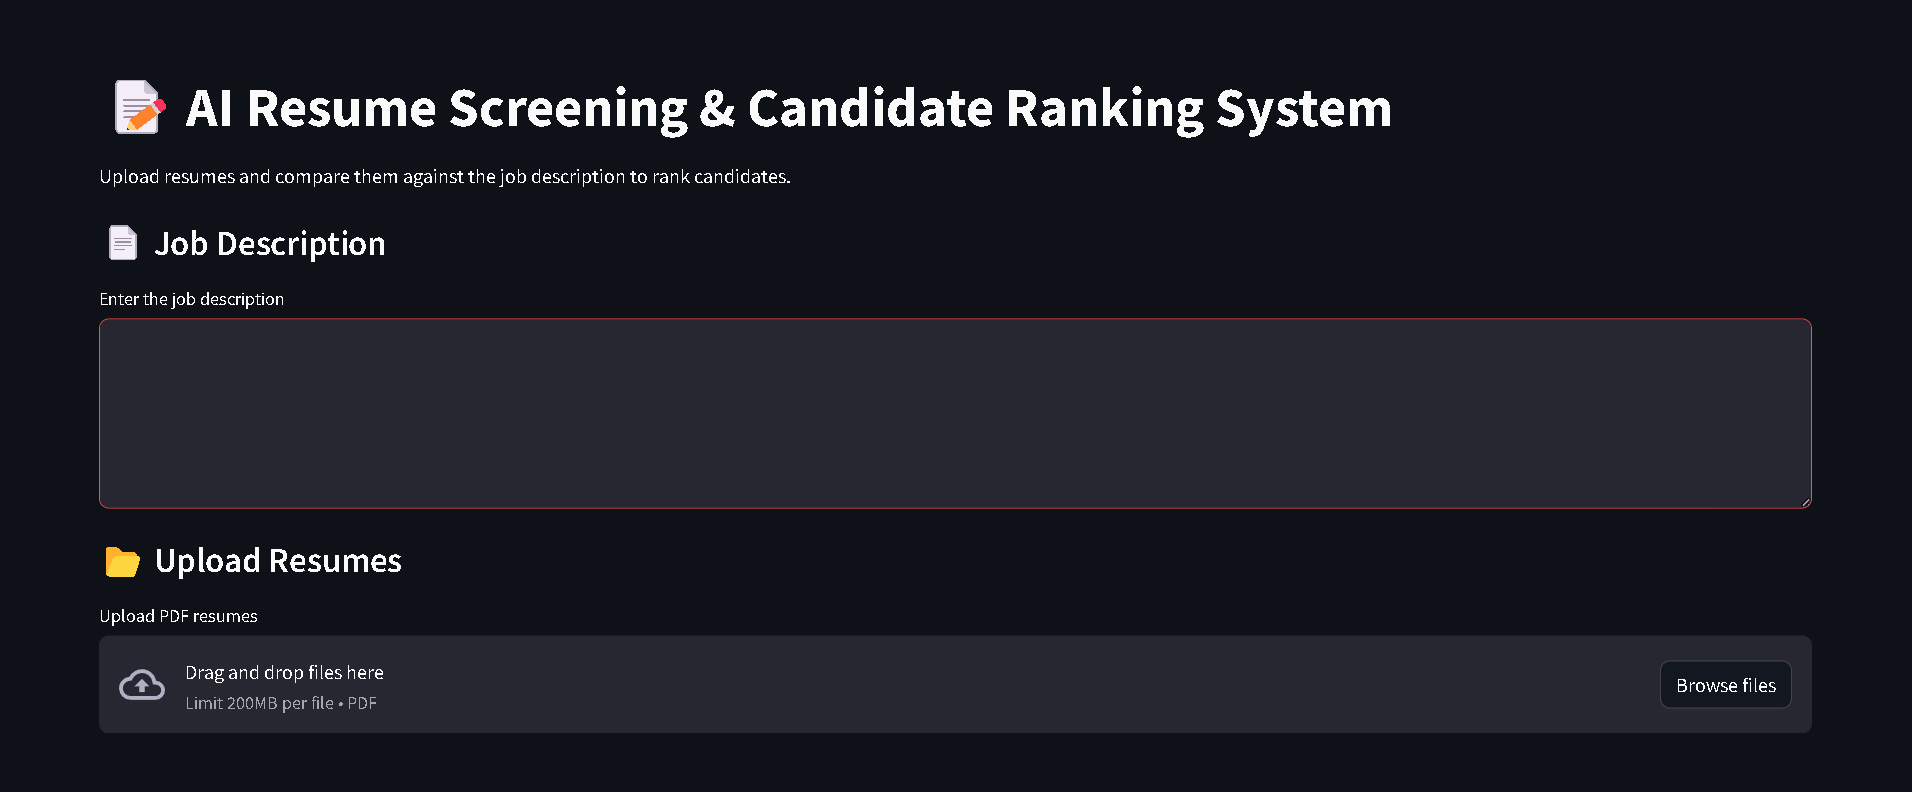 AI Resume Screening & Candidate Ranking System
Upload resumes and compare them against the job description to rank candidates.
Job Description
Enter the job description
Upload Resumes
Upload PDF resumes
Drag and drop files here
Limit 200MB per file • PDF
Browse files